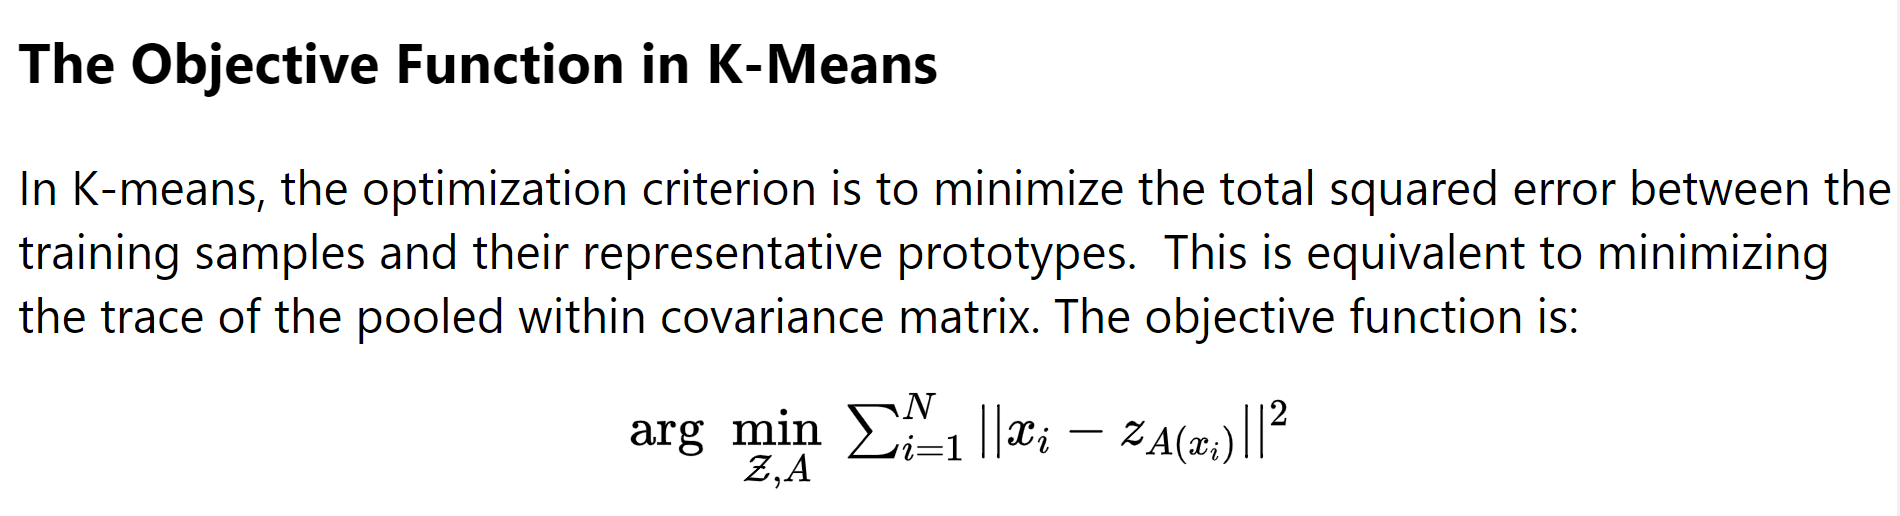 The Objective Function in K-Means
In K-means, the optimization criterion is to minimize the total squared error between the
training samples and their representative prototypes.  This is equivalent to minimizing
the trace of the pooled within covariance matrix. The objective function is:
$\arg \min_{\mathcal{Z},A} \sum_{i=1}^{N} ||x_i - z_{A(x_i)}||^2$